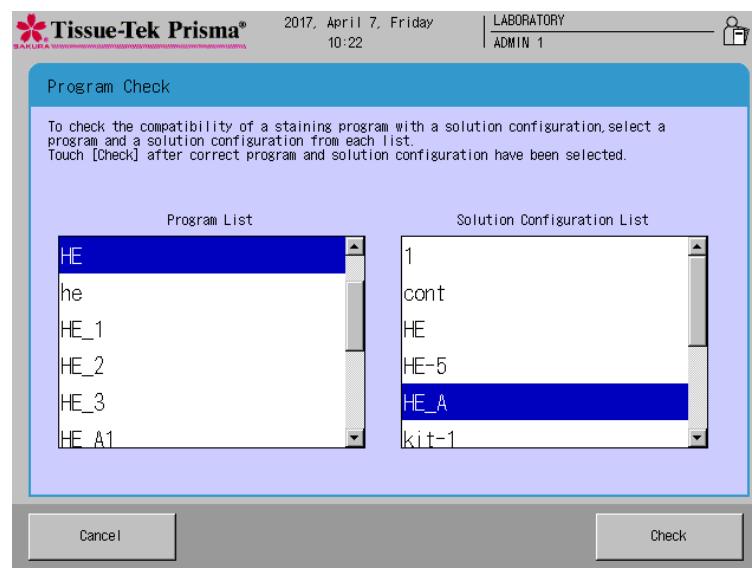 Tissue-Tek Prisma®
SAKURA
2017, April 7, Friday
10:22
LABORATORY
ADMIN 1
Program Check
To check the compatibility of a staining program with a solution configuration, select a
program and a solution configuration from each list.
Touch [Check] after correct program and solution configuration have been selected.
Program List
HE
he
HE_1
HE_2
HE_3
HE_A1
Solution Configuration List
1
cont
HE
HE-5
HE_A
kit-1
Cancel
Check